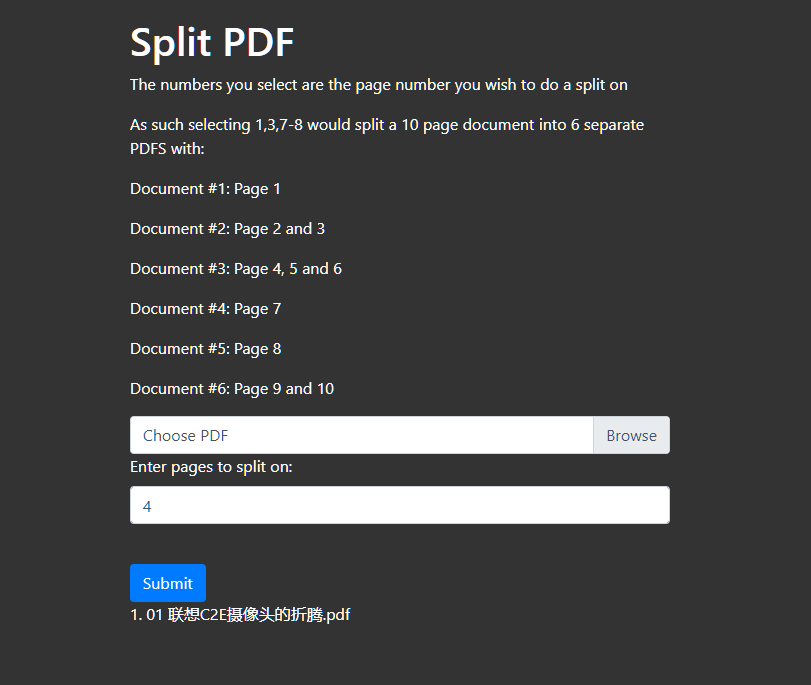 Split PDF
The numbers you select are the page number you wish to do a split on
As such selecting 1,3,7-8 would split a 10 page document into 6 separate
PDFS with:
Document #1: Page 1
Document #2: Page 2 and 3
Document #3: Page 4, 5 and 6
Document #4: Page 7
Document #5: Page 8
Document #6: Page 9 and 10
Choose PDF Browse
Enter pages to split on:
4
Submit
1. 01 联想C2E摄像头的折腾.pdf